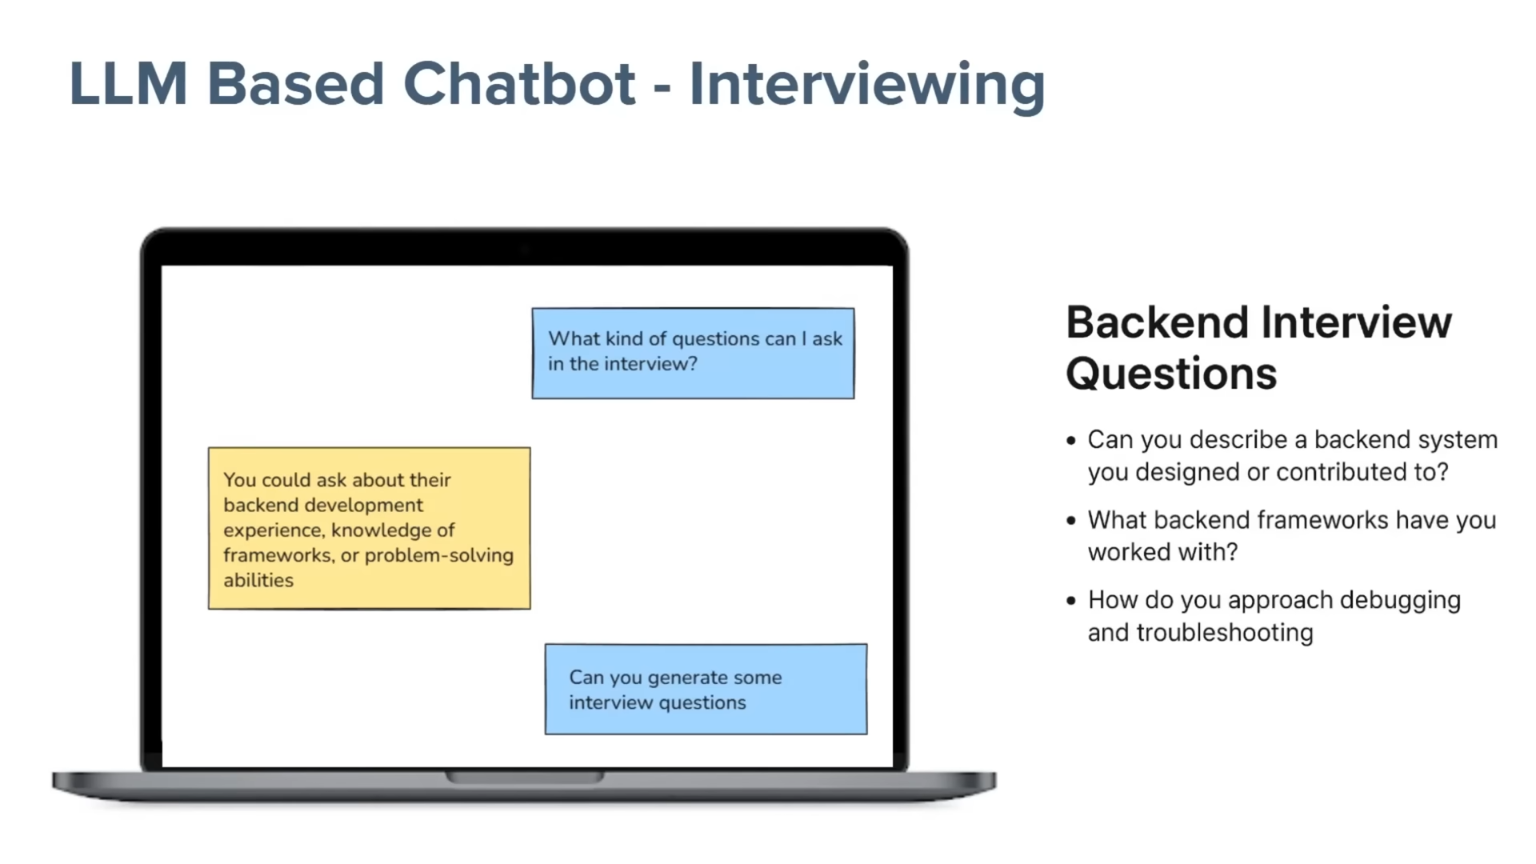 LLM Based Chatbot - Interviewing
What kind of questions can I ask
in the interview?
You could ask about their
backend development
experience, knowledge of
frameworks, or problem-solving
abilities
Can you generate some
interview questions
Backend Interview
Questions
• Can you describe a backend system
you designed or contributed to?
• What backend frameworks have you
worked with?
• How do you approach debugging
and troubleshooting